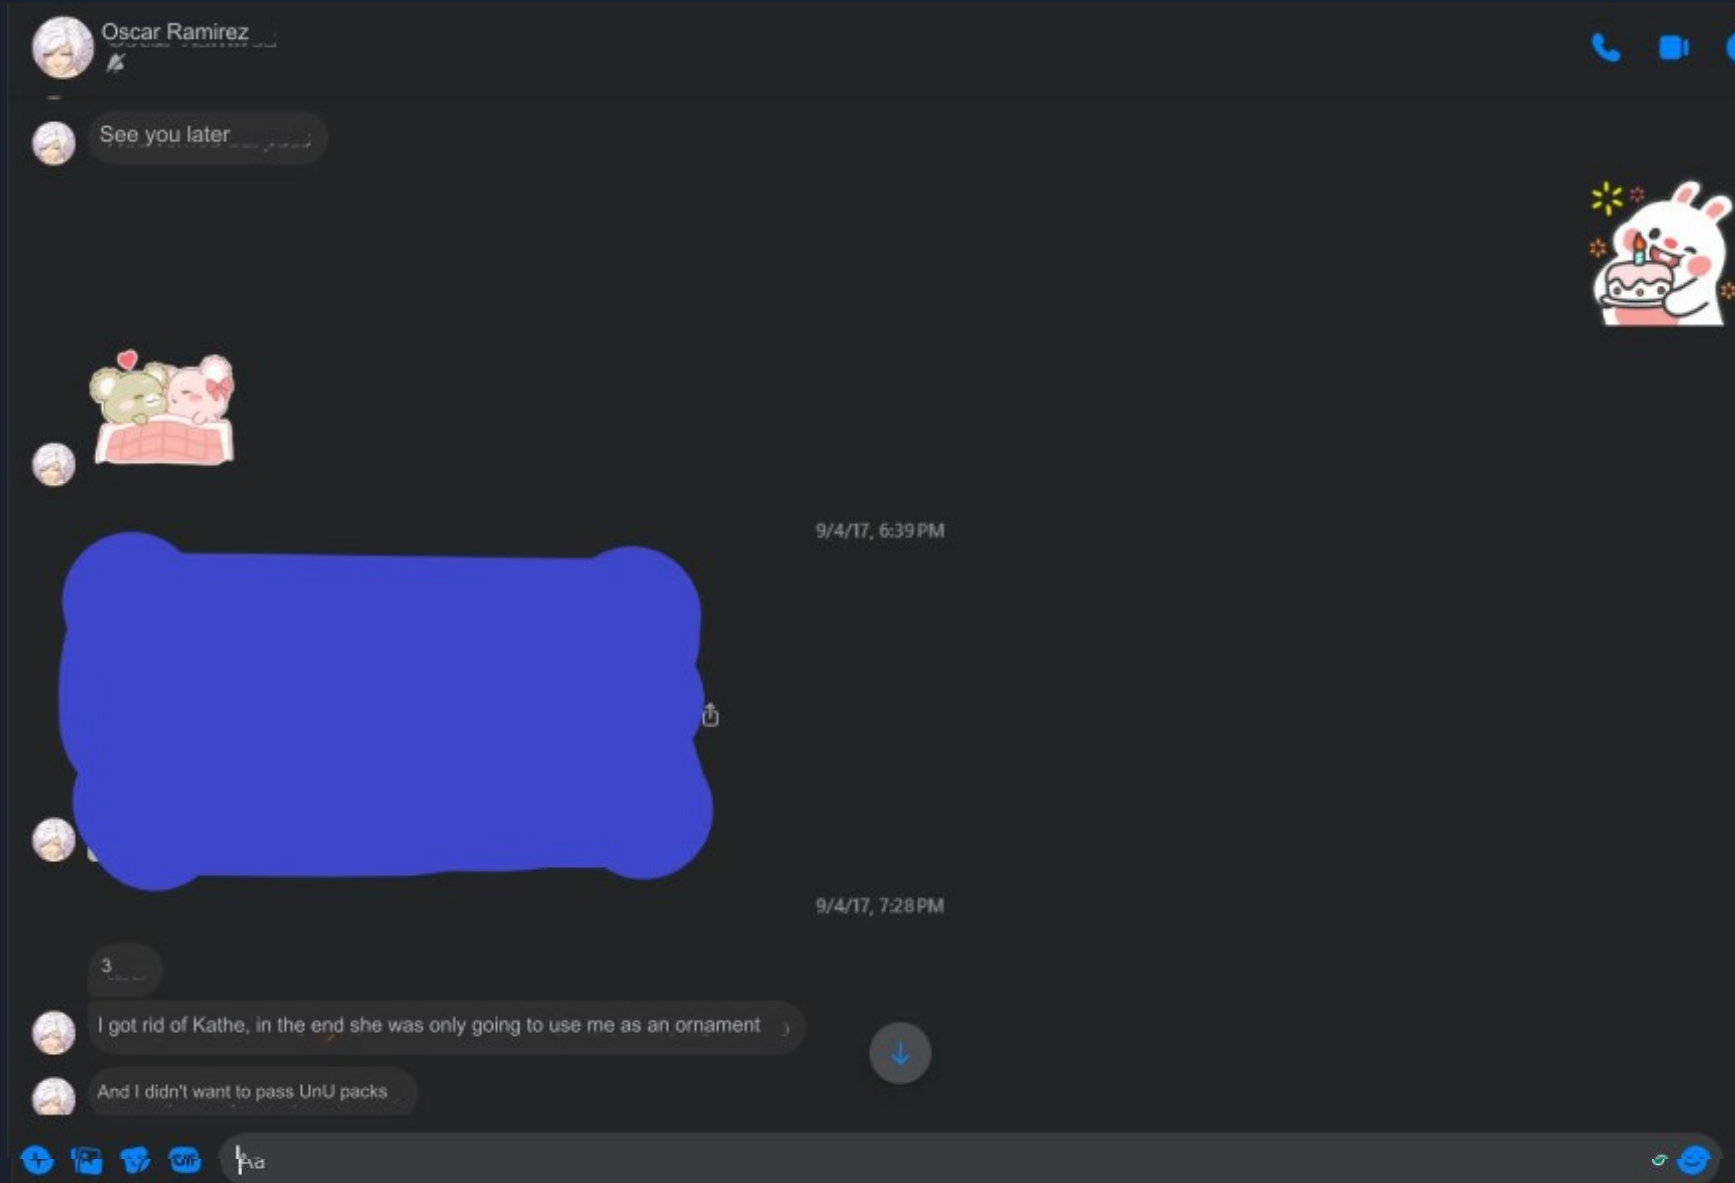 Oscar Ramirez
See you later
9/4/17, 6:39 PM
9/4/17, 7:28 PM
3
I got rid of Kathe, in the end she was only going to use me as an ornament
And I didn't want to pass UnU packs
GIF
Aa